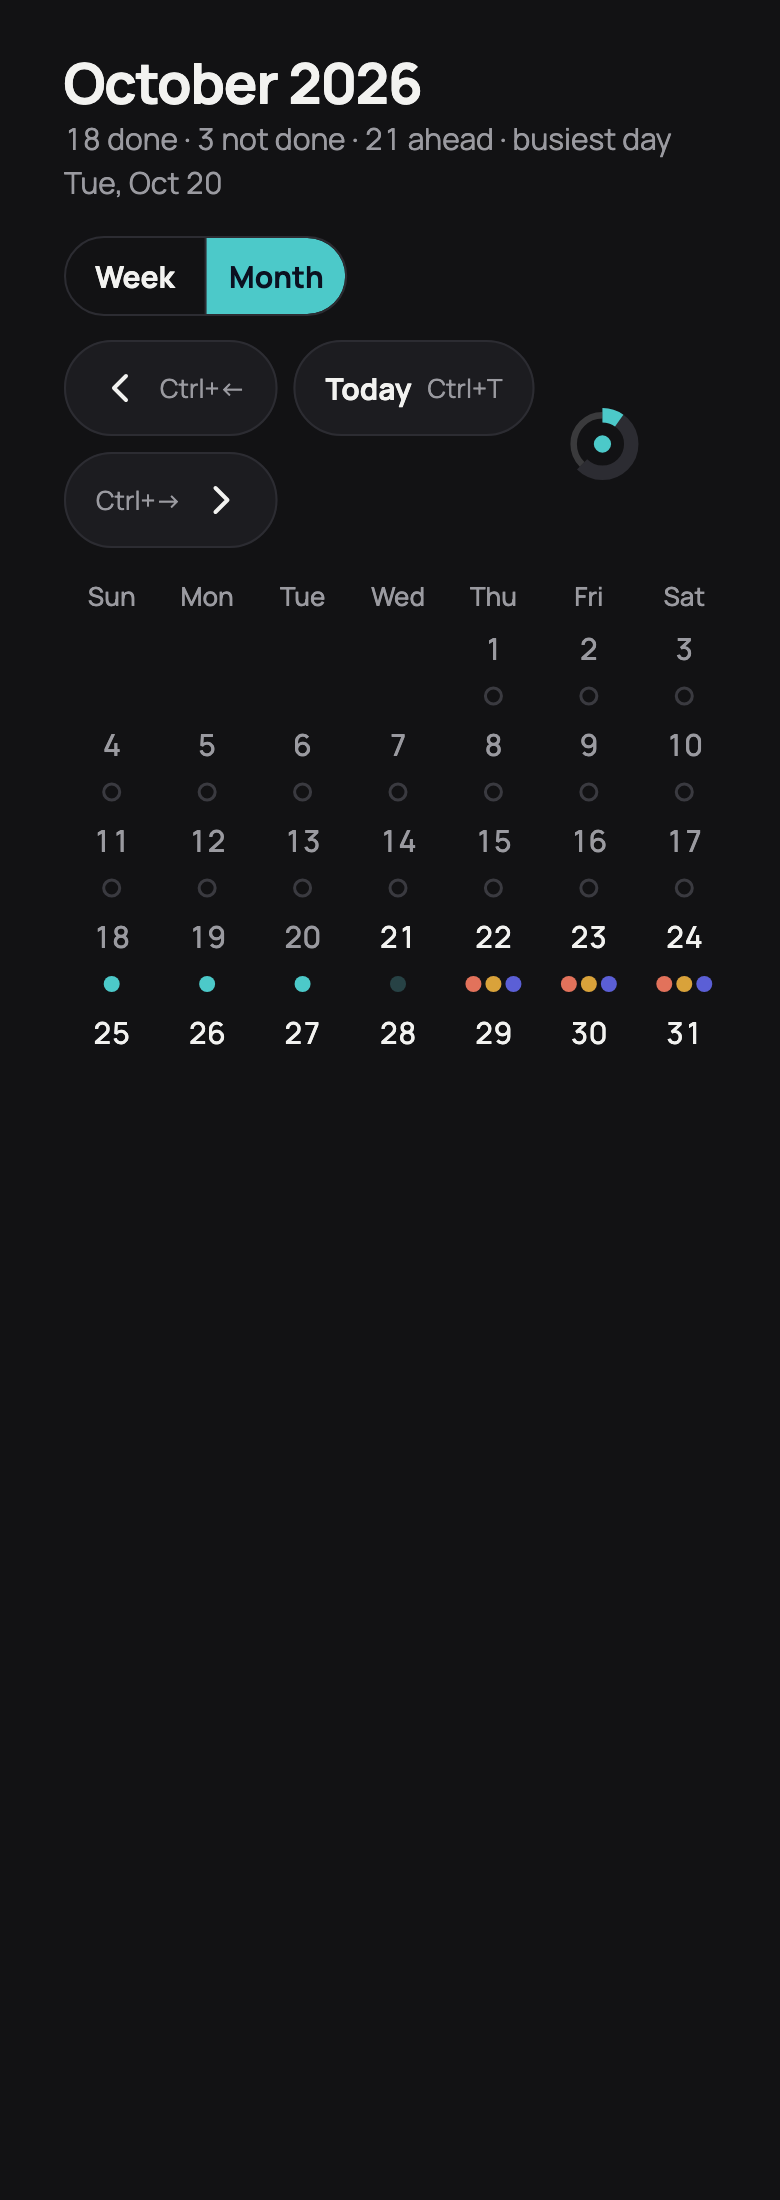 October 2026
18 done · 3 not done · 21 ahead · busiest day
Tue, Oct 20
Week Month
Ctrl+← Today Ctrl+T
Ctrl+→
Sun Mon Tue Wed Thu Fri Sat
1 2 3
4 5 6 7 8 9 10
11 12 13 14 15 16 17
18 19 20 21 22 23 24
25 26 27 28 29 30 31